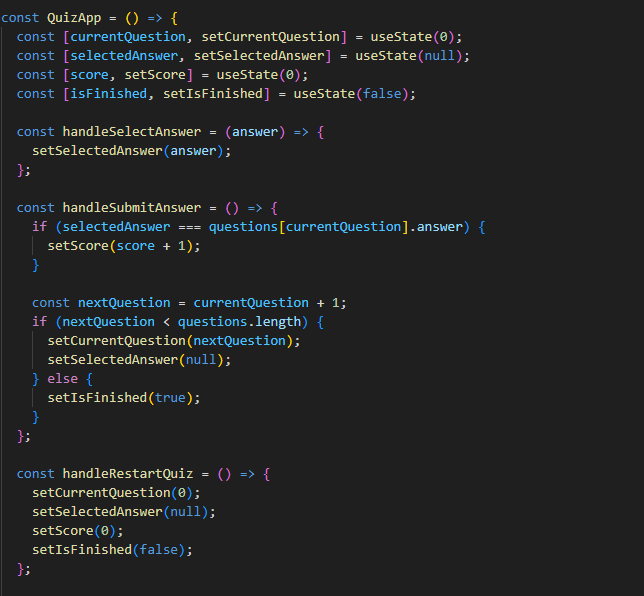 const QuizApp = () => {
  const [currentQuestion, setCurrentQuestion] = useState(0);
  const [selectedAnswer, setSelectedAnswer] = useState(null);
  const [score, setScore] = useState(0);
  const [isFinished, setIsFinished] = useState(false);

  const handleSelectAnswer = (answer) => {
    setSelectedAnswer(answer);
  };

  const handleSubmitAnswer = () => {
    if (selectedAnswer === questions[currentQuestion].answer) {
      setScore(score + 1);
    }

    const nextQuestion = currentQuestion + 1;
    if (nextQuestion < questions.length) {
      setCurrentQuestion(nextQuestion);
      setSelectedAnswer(null);
    } else {
      setIsFinished(true);
    }
  };

  const handleRestartQuiz = () => {
    setCurrentQuestion(0);
    setSelectedAnswer(null);
    setScore(0);
    setIsFinished(false);
  };